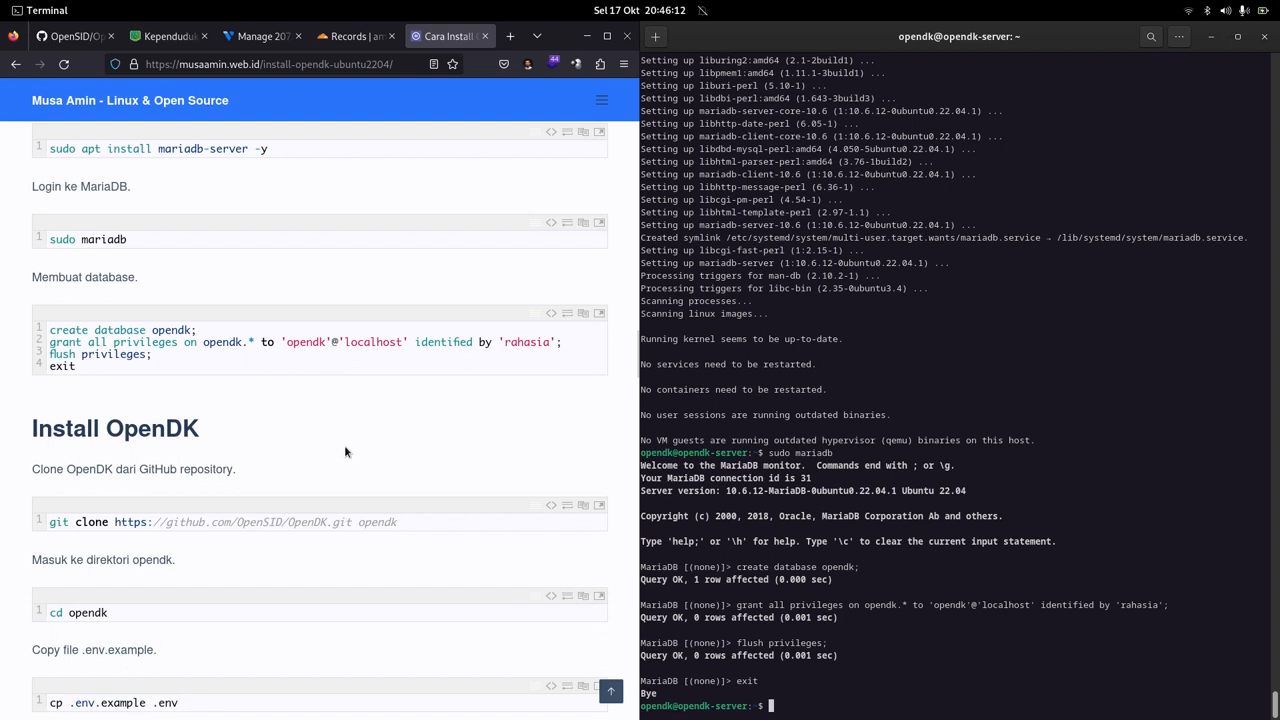 Terminal
Sel 17 Okt 20:46:12
OpenSID/Op
Kependuduk
Manage 207
Records | am
Cara Install O
https://musaamin.web.id/install-opendk-ubuntu2204/
Musa Amin - Linux & Open Source
1 sudo apt install mariadb-server -y
Login ke MariaDB.
1 sudo mariadb
Membuat database.
1 create database opendk;
2 grant all privileges on opendk.* to 'opendk'@'localhost' identified by 'rahasia';
3 flush privileges;
4 exit
Install OpenDK
Clone OpenDK dari GitHub repository.
1 git clone https://github.com/OpenSID/OpenDK.git opendk
Masuk ke direktori opendk.
1 cd opendk
Copy file .env.example.
1 cp .env.example .env
opendk@opendk-server: ~
Setting up liburing2:amd64 (2.1-2build1) ...
Setting up libpmem1:amd64 (1.11.1-3build1) ...
Setting up liburi-perl (5.10-1) ...
Setting up libdbi-perl:amd64 (1.643-3build3) ...
Setting up mariadb-server-core-10.6 (1:10.6.12-0ubuntu0.22.04.1) ...
Setting up libhttp-date-perl (6.05-1) ...
Setting up mariadb-client-core-10.6 (1:10.6.12-0ubuntu0.22.04.1) ...
Setting up libdbd-mysql-perl:amd64 (4.050-5ubuntu0.22.04.1) ...
Setting up libhtml-parser-perl:amd64 (3.76-1build2) ...
Setting up mariadb-client-10.6 (1:10.6.12-0ubuntu0.22.04.1) ...
Setting up libhttp-message-perl (6.36-1) ...
Setting up libcgi-pm-perl (4.54-1) ...
Setting up libhtml-template-perl (2.97-1.1) ...
Setting up mariadb-server-10.6 (1:10.6.12-0ubuntu0.22.04.1) ...
Created symlink /etc/systemd/system/multi-user.target.wants/mariadb.service → /lib/systemd/system/mariadb.service.
Setting up libcgi-fast-perl (1:2.15-1) ...
Setting up mariadb-server (1:10.6.12-0ubuntu0.22.04.1) ...
Processing triggers for man-db (2.10.2-1) ...
Processing triggers for libc-bin (2.35-0ubuntu3.4) ...
Scanning processes...
Scanning linux images...
Running kernel seems to be up-to-date.
No services need to be restarted.
No containers need to be restarted.
No user sessions are running outdated binaries.
No VM guests are running outdated hypervisor (qemu) binaries on this host.
opendk@opendk-server:~$ sudo mariadb
Welcome to the MariaDB monitor.  Commands end with ; or \g.
Your MariaDB connection id is 31
Server version: 10.6.12-MariaDB-0ubuntu0.22.04.1 Ubuntu 22.04
Copyright (c) 2000, 2018, Oracle, MariaDB Corporation Ab and others.
Type 'help;' or '\h' for help. Type '\c' to clear the current input statement.
MariaDB [(none)]> create database opendk;
Query OK, 1 row affected (0.000 sec)
MariaDB [(none)]> grant all privileges on opendk.* to 'opendk'@'localhost' identified by 'rahasia';
Query OK, 0 rows affected (0.001 sec)
MariaDB [(none)]> flush privileges;
Query OK, 0 rows affected (0.001 sec)
MariaDB [(none)]> exit
Bye
opendk@opendk-server:~$